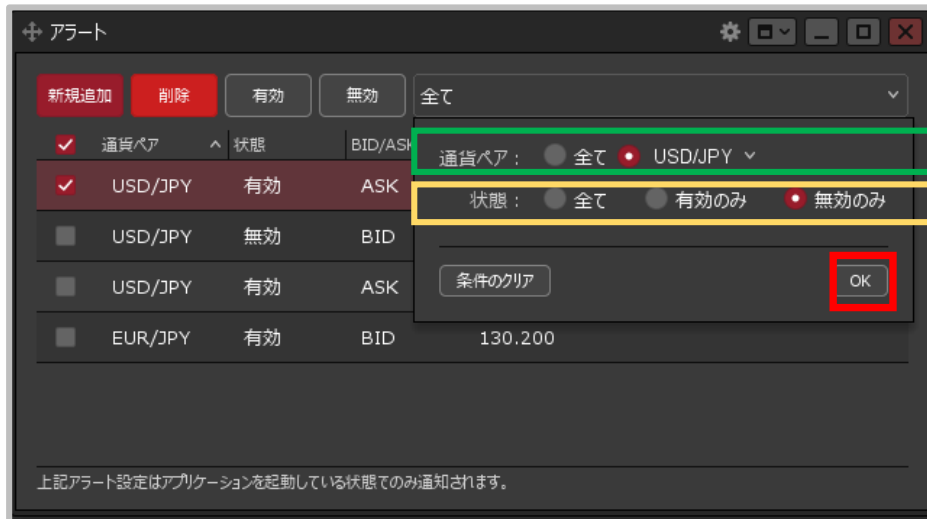 アラート
新規追加 削除 有効 無効 全て
通貨ペア 状態 BID/ASK
通貨ペア： 全て USD/JPY
状態： 全て 有効のみ 無効のみ
条件のクリア OK
USD/JPY 有効 ASK
USD/JPY 無効 BID
USD/JPY 有効 ASK
EUR/JPY 有効 BID 130.200
上記アラート設定はアプリケーションを起動している状態でのみ通知されます。